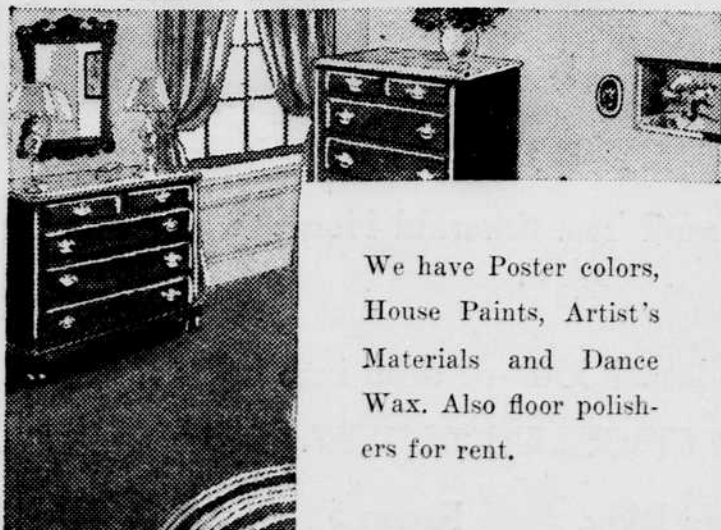 We have Poster colors,
House Paints, Artist's
Materials and Dance
Wax. Also floor polish-
ers for rent.